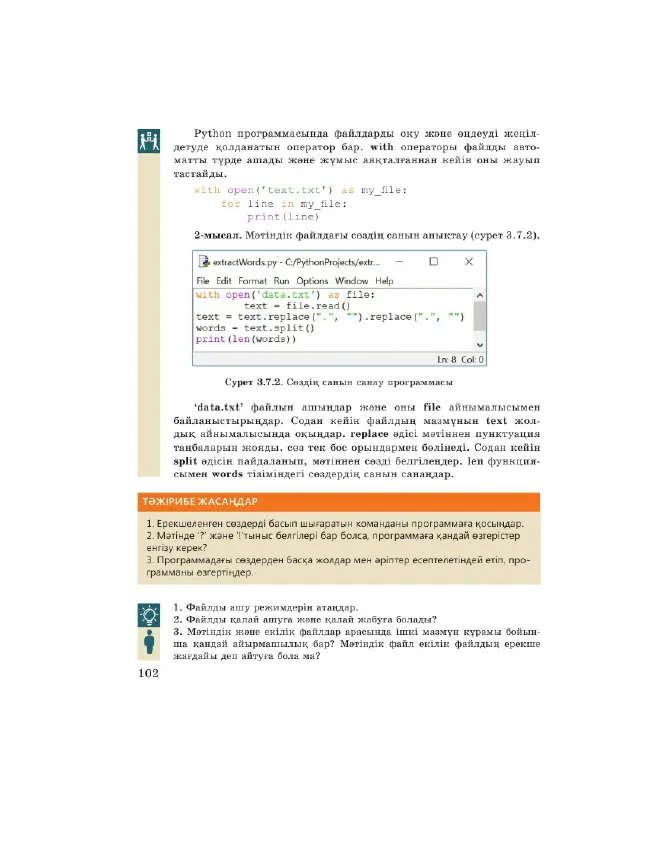 Python программасында файлдарды оқу және өңдеуді жеңіл-
детуде қолданатын оператор бар. with операторы файлды авто-
матты түрде ашады және жұмыс аяқталғаннан кейін оны жауып
тастайды.
with open('text.txt') as my_file:
for line in my_file:
print(line)
2-мысал. Мәтіндік файлдағы сөздің санын анықтау (сурет 3.7.2).
extractWords.py - C:/PythonProjects/extr...
File Edit Format Run Options Window Help
with open('data.txt') as file:
text = file.read()
text = text.replace(".", "").replace(".", "")
words = text.split()
print(len(words))
Ln: 8 Col: 0
Сурет 3.7.2. Сөздің санын санау программасы
‘data.txt’ файлын ашыңдар және оны file айнымалысымен
байланыстырыңдар. Содан кейін файлдың мазмұнын text жол-
дық айнымалысында оқыңдар. replace әдісі мәтіннен пунктуация
таңбаларын жояды, сөз тек бос орындармен бөлінеді. Содан кейін
split әдісін пайдаланып, мәтіннен сөзді белгілеңдер. len функция-
сымен words тізіміндегі сөздердің санын санаңдар.
ТӘЖІРИБЕ ЖАСАҢДАР
1. Ерекшеленген сөздерді басып шығаратын команданы программаға қосыңдар.
2. Мәтінде '?' және '!'тыныс белгілері бар болса, программаға қандай өзгерістер
енгізу керек?
3. Программадағы сөздерден басқа жолдар мен әріптер есептелетіндей етіп, про-
грамманы өзгертіңдер.
1. Файлды ашу режимдерін атаңдар.
2. Файлды қалай ашуға және қалай жабуға болады?
3. Мәтіндік және екілік файлдар арасында ішкі мазмұн құрамы бойын-
ша қандай айырмашылық бар? Мәтіндік файл екілік файлдың ерекше
жағдайы деп айтуға бола ма?
102